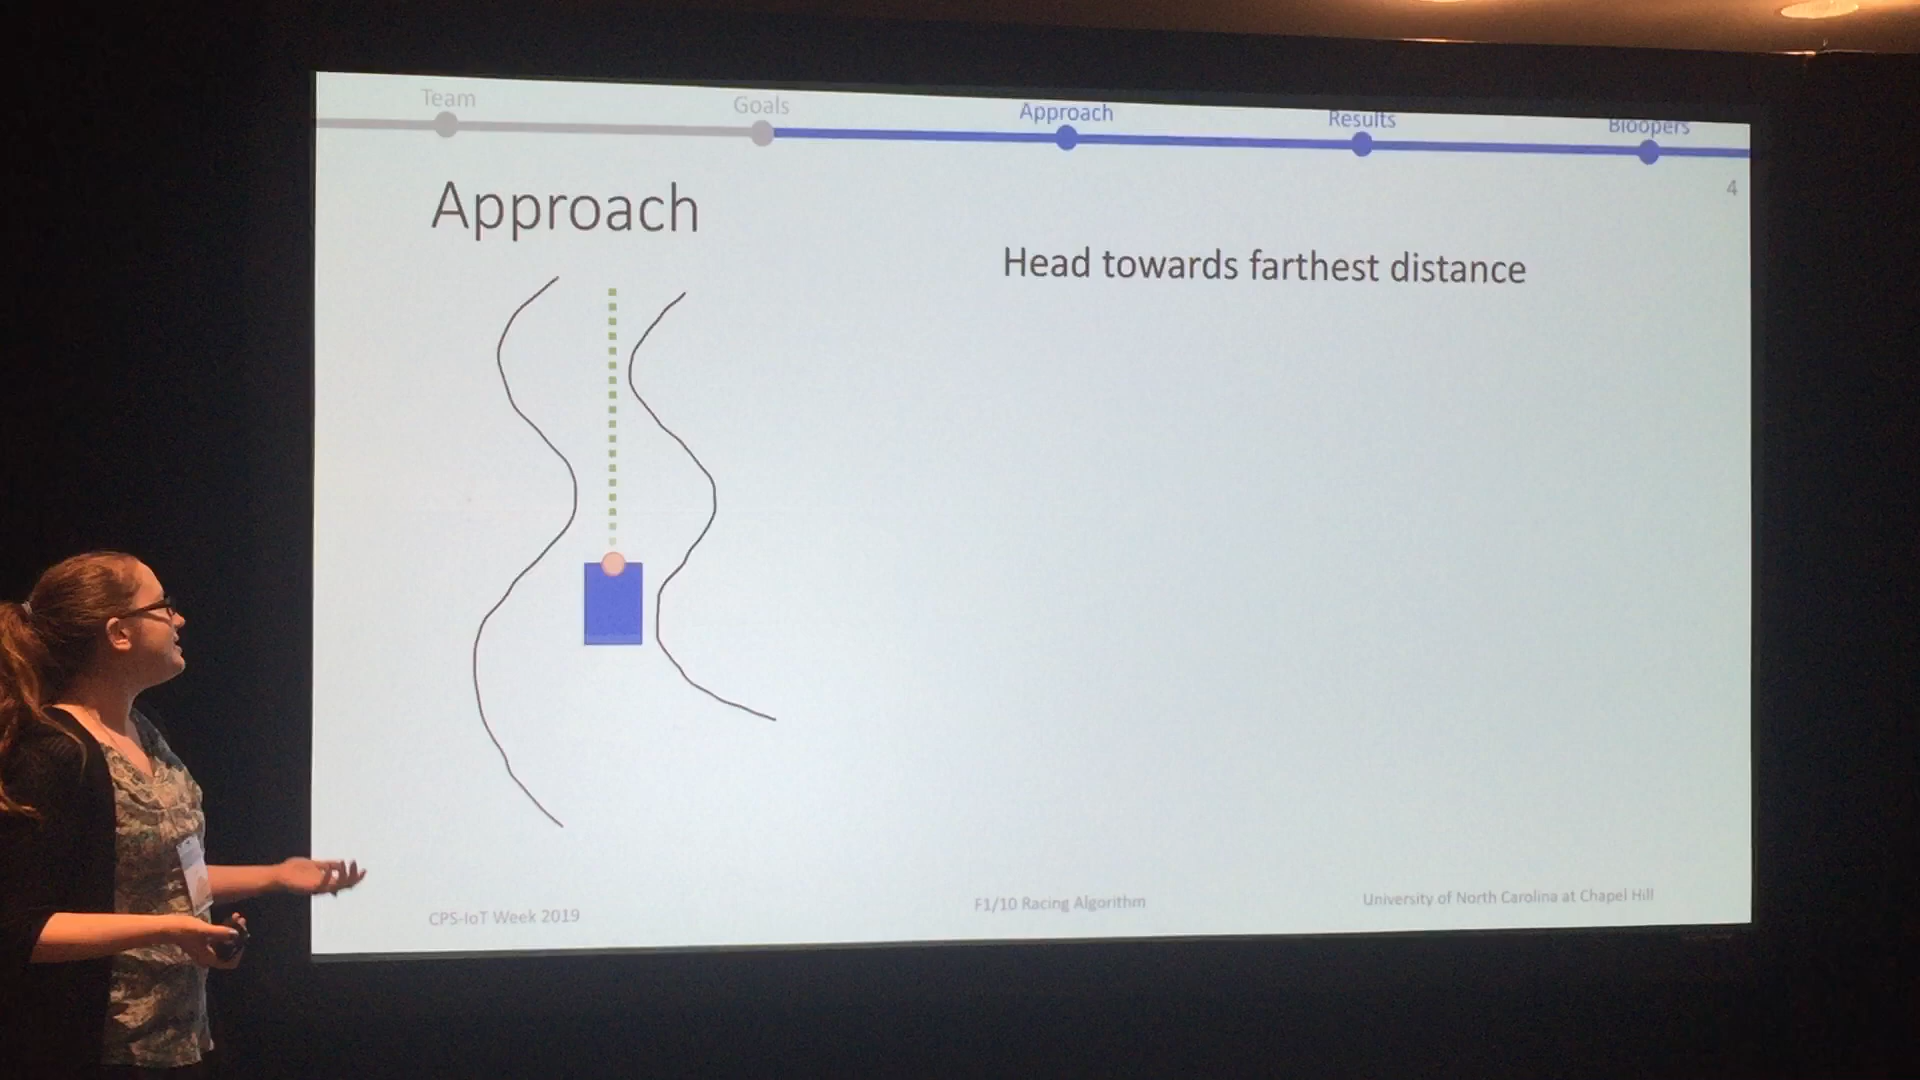 Team
Goals
Approach
Results
Bloopers
4
Approach
Head towards farthest distance
CPS-IoT Week 2019
F1/10 Racing Algorithm
University of North Carolina at Chapel Hill